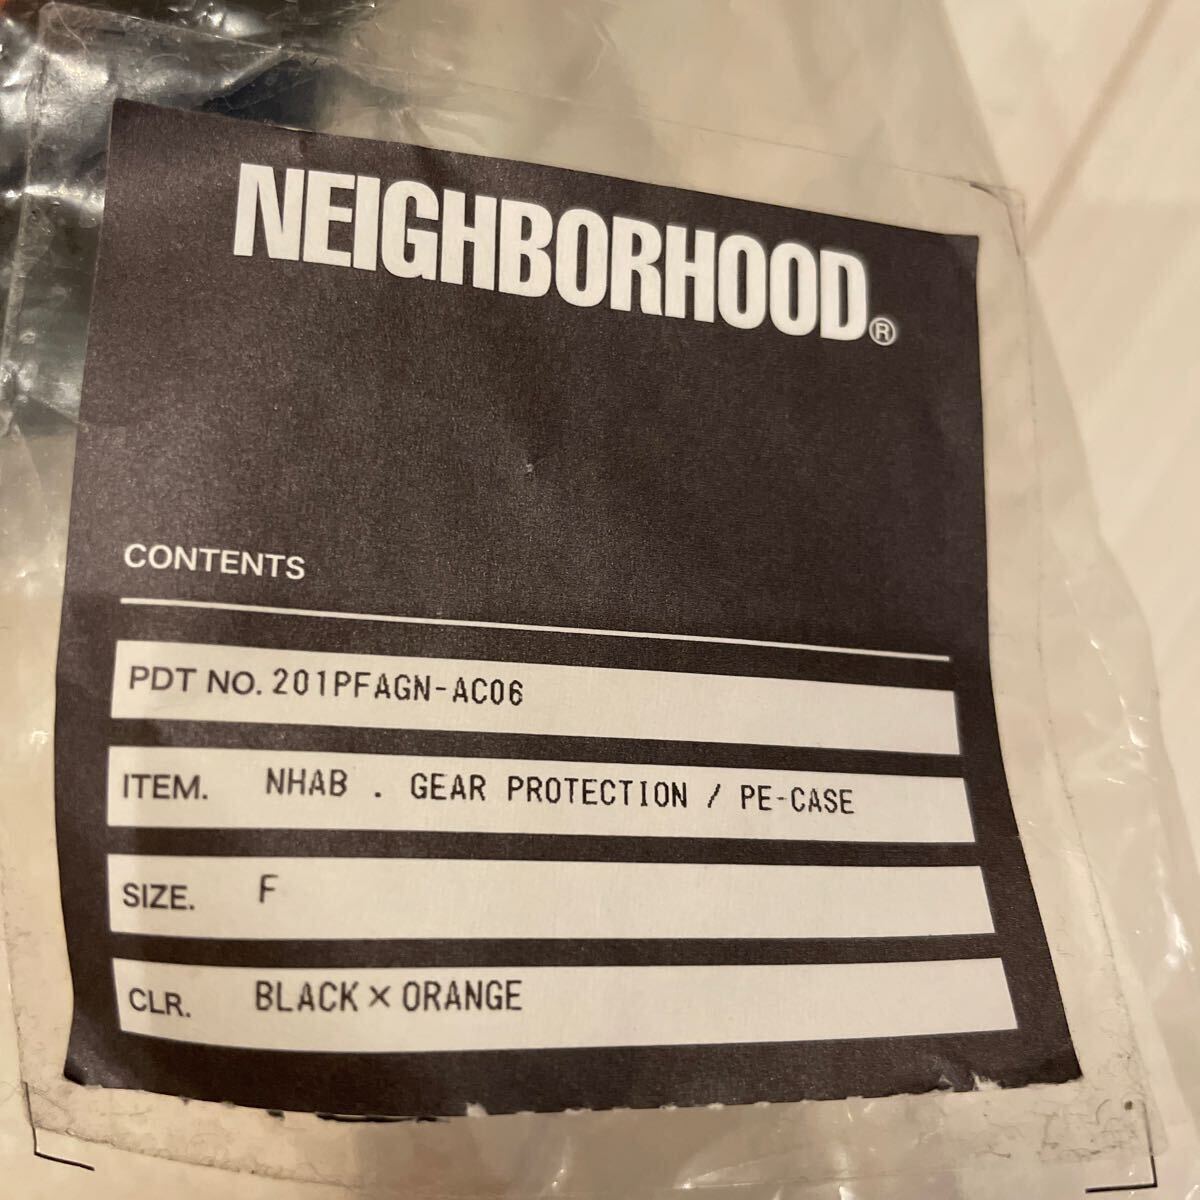 NEIGHBORHOOD®
CONTENTS
PDT NO. 201PFAGN-AC06
ITEM. NHAB . GEAR PROTECTION / PE-CASE
SIZE. F
CLR. BLACK×ORANGE